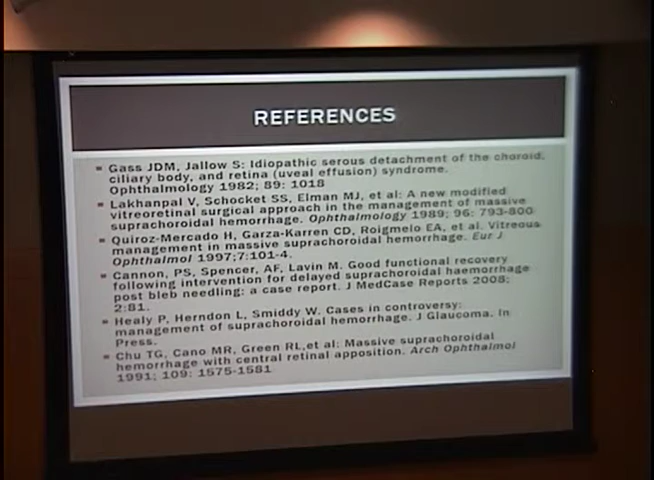 REFERENCES
Gass JDM, Jallow S: Idiopathic serous detachment of the choroid,
ciliary body, and retina (uveal effusion) syndrome.
Ophthalmology 1982; 89: 1018
Lakhanpal V, Schocket SS, Elman MJ, et al: A new modified
vitreoretinal surgical approach in the management of massive
suprachoroidal hemorrhage. Ophthalmology 1989; 96: 793-800
Quiroz-Mercado H, Garza-Karren CD, Roigmelo EA, et al. Vitreous
management in massive suprachoroidal hemorrhage. Eur J
Ophthalmol 1997;7:101-4.
Cannon, PS, Spencer, AF, Lavin M. Good functional recovery
following intervention for delayed suprachoroidal haemorrhage
post bleb needling: a case report. J MedCase Reports 2008;
2:81.
Healy P, Herndon L, Smiddy W. Cases in controversy:
management of suprachoroidal hemorrhage. J Glaucoma. In
Press.
Chu TG, Cano MR, Green RL,et al: Massive suprachoroidal
hemorrhage with central retinal apposition. Arch Ophthalmol
1991; 109: 1575-1581